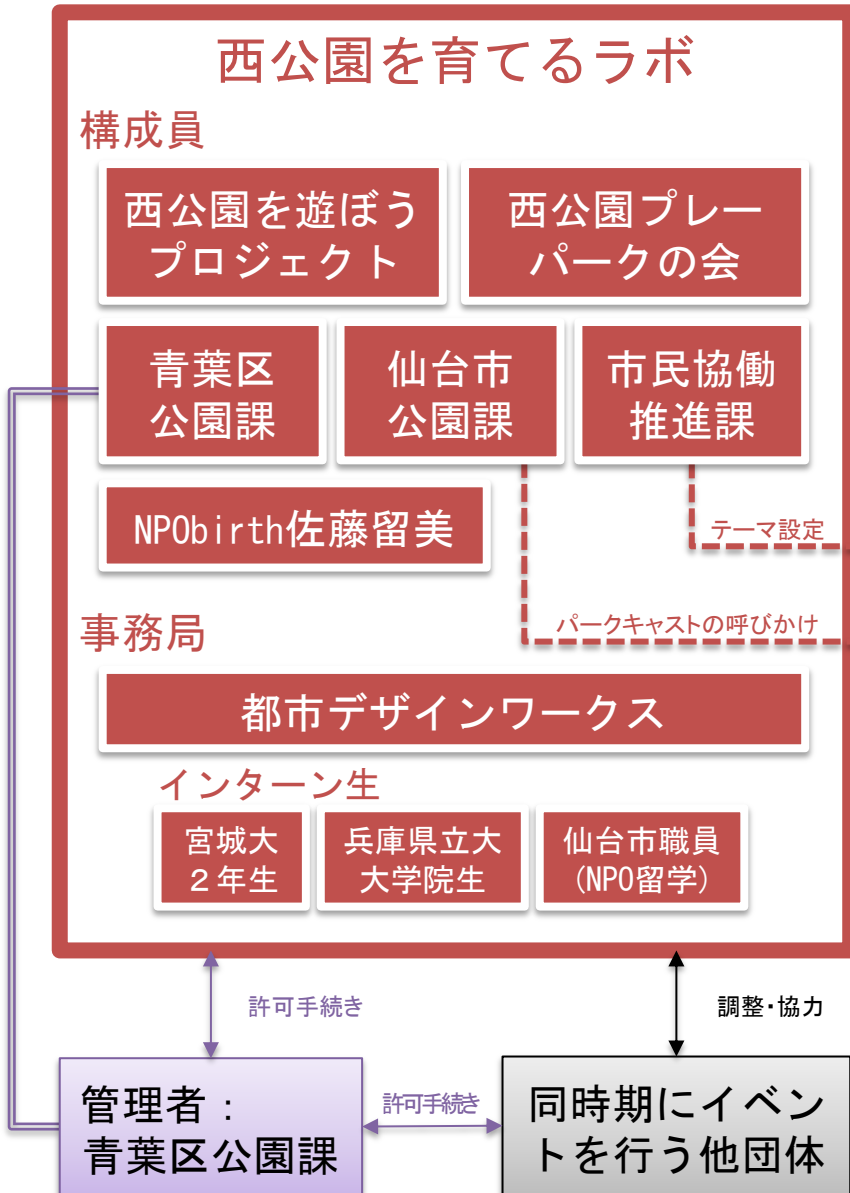 西公園を育てるラボ
構成員
西公園を遊ぼう
プロジェクト
西公園プレー
パークの会
青葉区
公園課
仙台市
公園課
市民協働
推進課
NPObirth佐藤留美
テーマ設定
パークキャストの呼びかけ
事務局
都市デザインワークス
インターン生
宮城大
２年生
兵庫県立大
大学院生
仙台市職員
(NPO留学)
許可手続き
調整・協力
管理者：
青葉区公園課
許可手続き
同時期にイベン
トを行う他団体